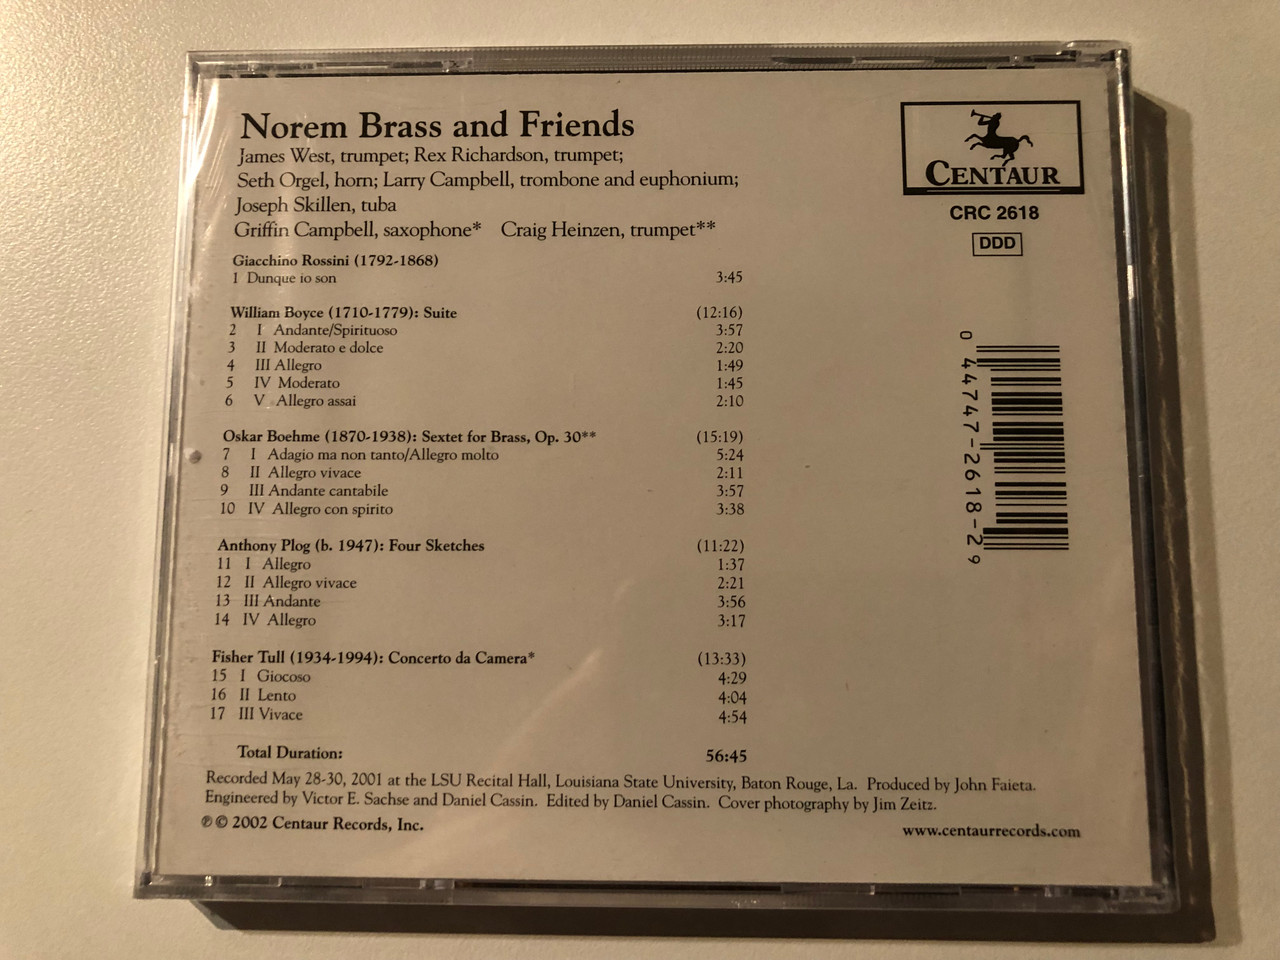 Norem Brass and Friends
James West, trumpet; Rex Richardson, trumpet;
Seth Orgel, horn; Larry Campbell, trombone and euphonium;
Joseph Skillen, tuba
Griffin Campbell, saxophone* Craig Heinzen, trumpet**
CENTAUR
CRC 2618
DDD
Giacchino Rossini (1792-1868)
1 Dunque io son 3:45
William Boyce (1710-1779): Suite (12:16)
2 I Andante/Spirituoso 3:57
3 II Moderato e dolce 2:20
4 III Allegro 1:49
5 IV Moderato 1:45
6 V Allegro assai 2:10
Oskar Boehme (1870-1938): Sextet for Brass, Op. 30** (15:19)
7 I Adagio ma non tanto/Allegro molto 5:24
8 II Allegro vivace 2:11
9 III Andante cantabile 3:57
10 IV Allegro con spirito 3:38
Anthony Plog (b. 1947): Four Sketches (11:22)
11 I Allegro 1:37
12 II Allegro vivace 2:21
13 III Andante 3:56
14 IV Allegro 3:17
Fisher Tull (1934-1994): Concerto da Camera* (13:33)
15 I Giocoso 4:29
16 II Lento 4:04
17 III Vivace 4:54
Total Duration: 56:45
0 44747-2618-2 9
Recorded May 28-30, 2001 at the LSU Recital Hall, Louisiana State University, Baton Rouge, La. Produced by John Faieta.
Engineered by Victor E. Sachse and Daniel Cassin. Edited by Daniel Cassin. Cover photography by Jim Zeitz.
℗ © 2002 Centaur Records, Inc.
www.centaurrecords.com